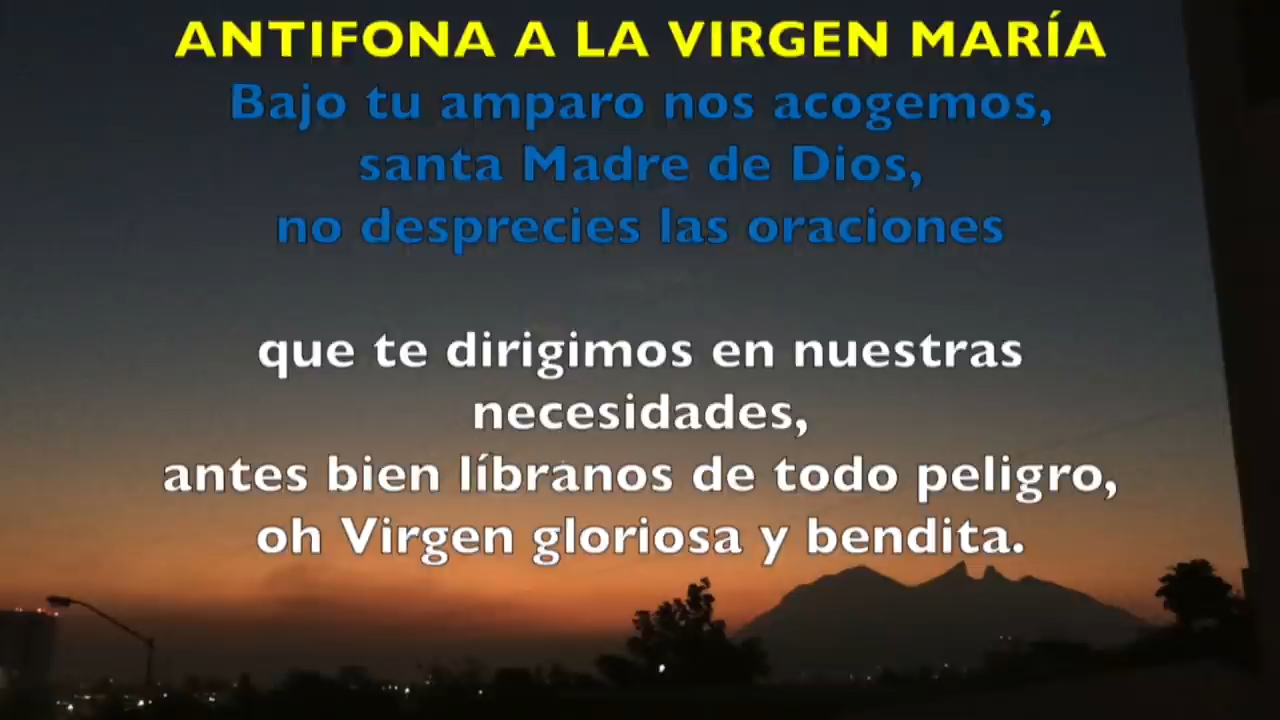 ANTIFONA A LA VIRGEN MARÍA
Bajo tu amparo nos acogemos,
santa Madre de Dios,
no desprecies las oraciones
que te dirigimos en nuestras
necesidades,
antes bien líbranos de todo peligro,
oh Virgen gloriosa y bendita.